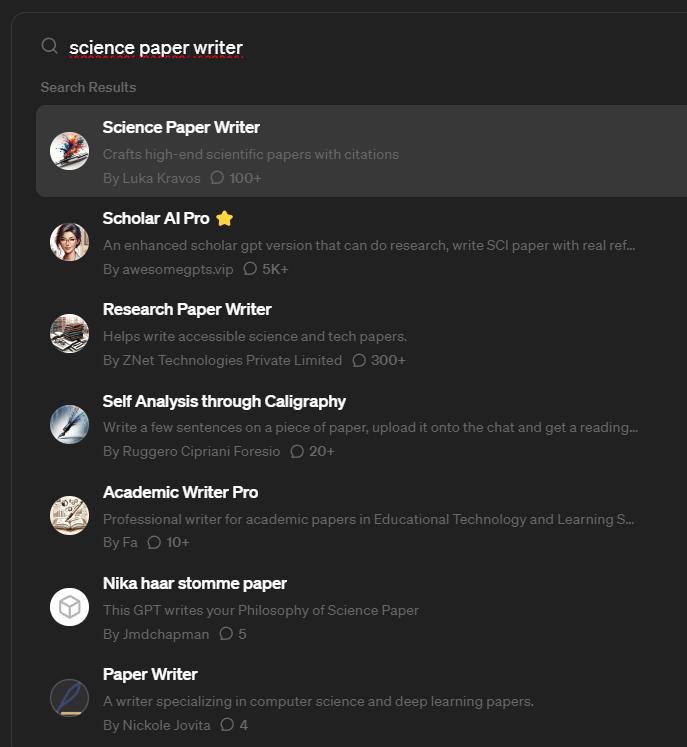 science paper writer
Search Results
Science Paper Writer
Crafts high-end scientific papers with citations
By Luka Kravos 100+
Scholar AI Pro ⭐
An enhanced scholar gpt version that can do research, write SCI paper with real ref...
By awesomegpts.vip 5K+
Research Paper Writer
Helps write accessible science and tech papers.
By ZNet Technologies Private Limited 300+
Self Analysis through Caligraphy
Write a few sentences on a piece of paper, upload it onto the chat and get a reading...
By Ruggero Cipriani Foresio 20+
Academic Writer Pro
Professional writer for academic papers in Educational Technology and Learning S...
By Fa 10+
Nika haar stomme paper
This GPT writes your Philosophy of Science Paper
By Jmdchapman 5
Paper Writer
A writer specializing in computer science and deep learning papers.
By Nickole Jovita 4